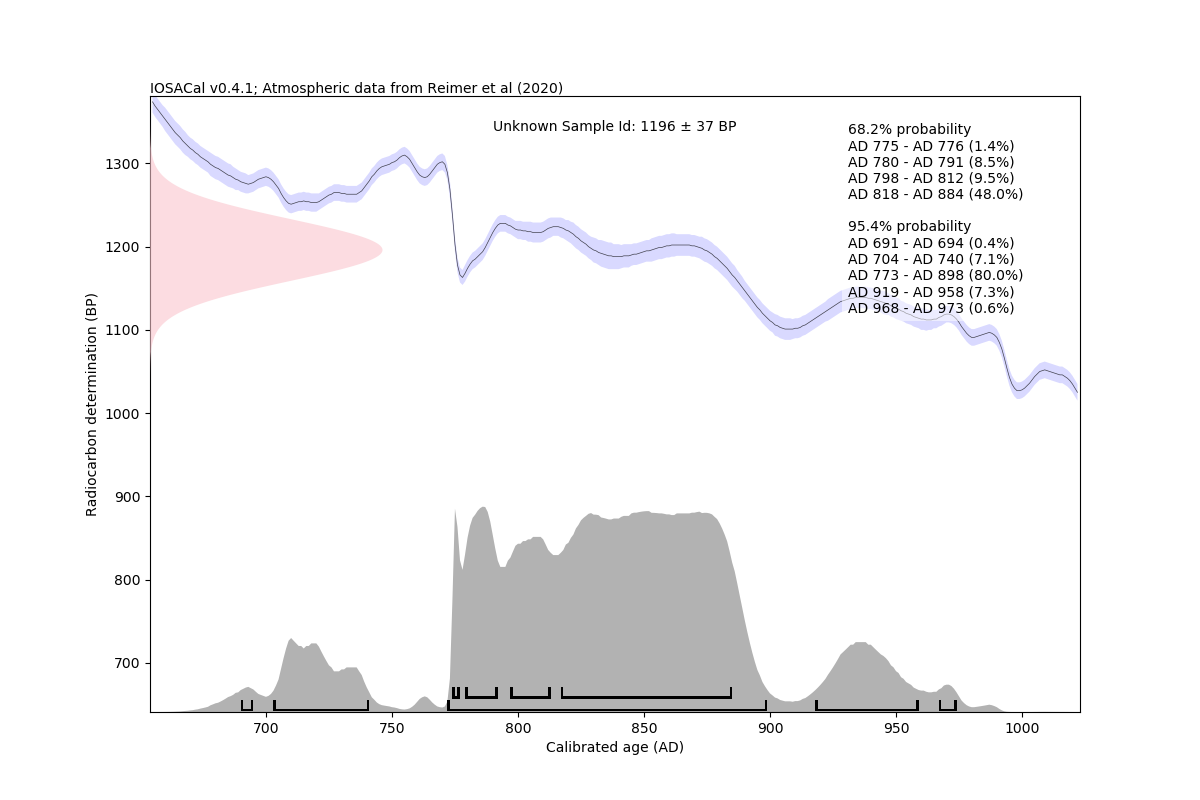 IOSACal v0.4.1; Atmospheric data from Reimer et al (2020)
Unknown Sample Id: 1196 ± 37 BP
68.2% probability
AD 775 - AD 776 (1.4%)
AD 780 - AD 791 (8.5%)
AD 798 - AD 812 (9.5%)
AD 818 - AD 884 (48.0%)
95.4% probability
AD 691 - AD 694 (0.4%)
AD 704 - AD 740 (7.1%)
AD 773 - AD 898 (80.0%)
AD 919 - AD 958 (7.3%)
AD 968 - AD 973 (0.6%)
Radiocarbon determination (BP)
1300
1200
1100
1000
900
800
700
700 750 800 850 900 950 1000
Calibrated age (AD)